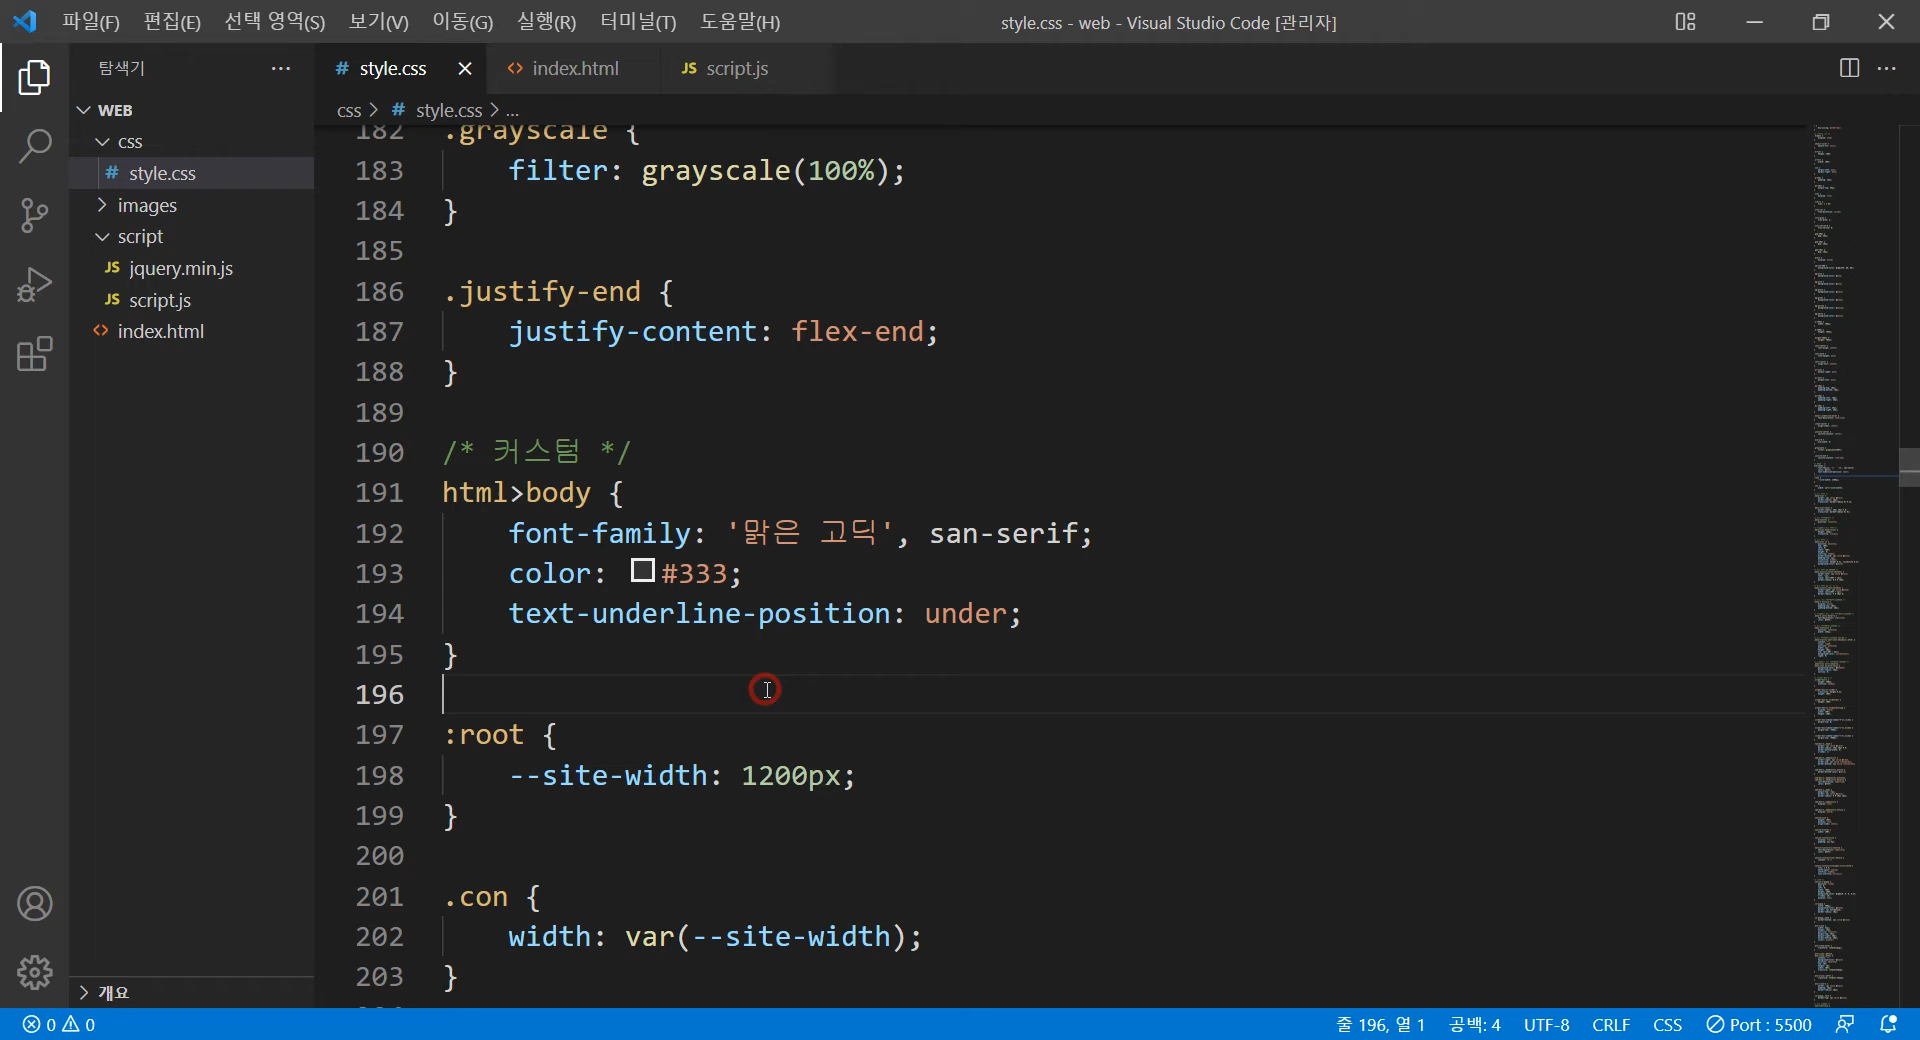 파일(F) 편집(E) 선택 영역(S) 보기(V) 이동(G) 실행(R) 터미널(T) 도움말(H) style.css - web - Visual Studio Code [관리자]
탐색기 ···
# style.css × <> index.html JS script.js
WEB
css
# style.css
images
script
JS jquery.min.js
JS script.js
<> index.html
개요
css > # style.css > ...
182 .grayscale {
183 filter: grayscale(100%);
184 }
185
186 .justify-end {
187 justify-content: flex-end;
188 }
189
190 /* 커스텀 */
191 html>body {
192 font-family: '맑은 고딕', san-serif;
193 color: #333;
194 text-underline-position: under;
195 }
196
197 :root {
198 --site-width: 1200px;
199 }
200
201 .con {
202 width: var(--site-width);
203 }
0 0 줄 196, 열 1 공백: 4 UTF-8 CRLF CSS Port : 5500